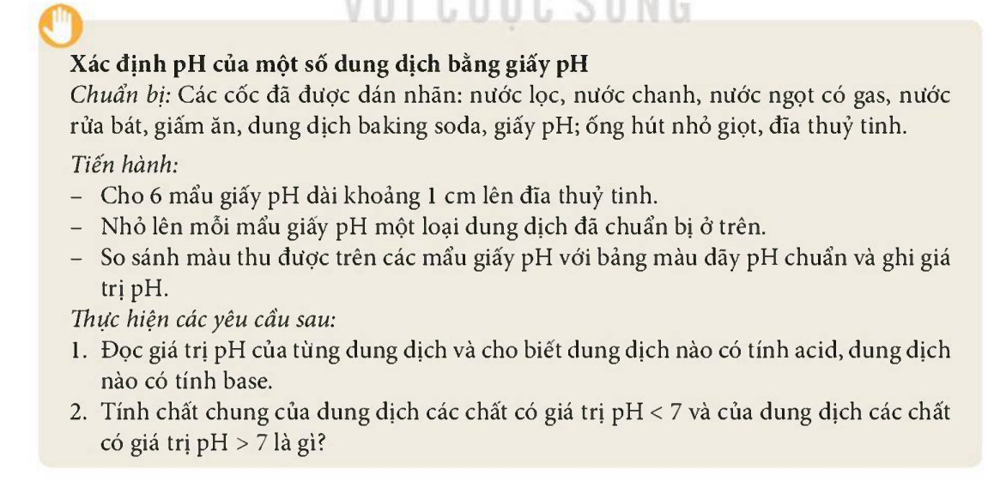 VỚI CUỘC SỐNG
Xác định pH của một số dung dịch bằng giấy pH
Chuẩn bị: Các cốc đã được dán nhãn: nước lọc, nước chanh, nước ngọt có gas, nước
rửa bát, giấm ăn, dung dịch baking soda, giấy pH; ống hút nhỏ giọt, đĩa thuỷ tinh.
Tiến hành:
– Cho 6 mẩu giấy pH dài khoảng 1 cm lên đĩa thuỷ tinh.
– Nhỏ lên mỗi mẩu giấy pH một loại dung dịch đã chuẩn bị ở trên.
– So sánh màu thu được trên các mẩu giấy pH với bảng màu dãy pH chuẩn và ghi giá
trị pH.
Thực hiện các yêu cầu sau:
1. Đọc giá trị pH của từng dung dịch và cho biết dung dịch nào có tính acid, dung dịch
nào có tính base.
2. Tính chất chung của dung dịch các chất có giá trị pH < 7 và của dung dịch các chất
có giá trị pH > 7 là gì?